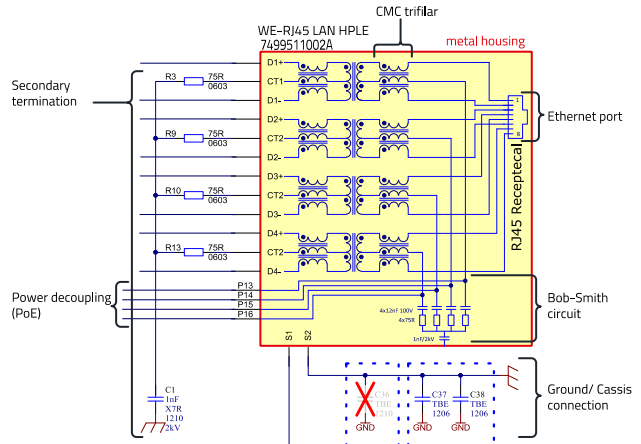 CMC trifilar
WE-RJ45 LAN HPLE
7499511002A
metal housing
Secondary
termination
R3
75R
0603
R9
75R
0603
R10
75R
0603
R13
75R
0603
D1+
CT1
D1-
D2+
CT2
D2-
D3+
CT2
D3-
D4+
CT2
D4-
1
8
Ethernet port
RJ45 Receptecal
Power decoupling
(PoE)
P13
P14
P15
P16
4x12nF 100V
4x75R
1nF/2kV
Bob-Smith
circuit
S1
S2
C1
1nF
X7R
1210
2kV
C36
TBE
1210
GND
C37
TBE
1206
GND
C38
TBE
1206
GND
Ground/ Cassis
connection